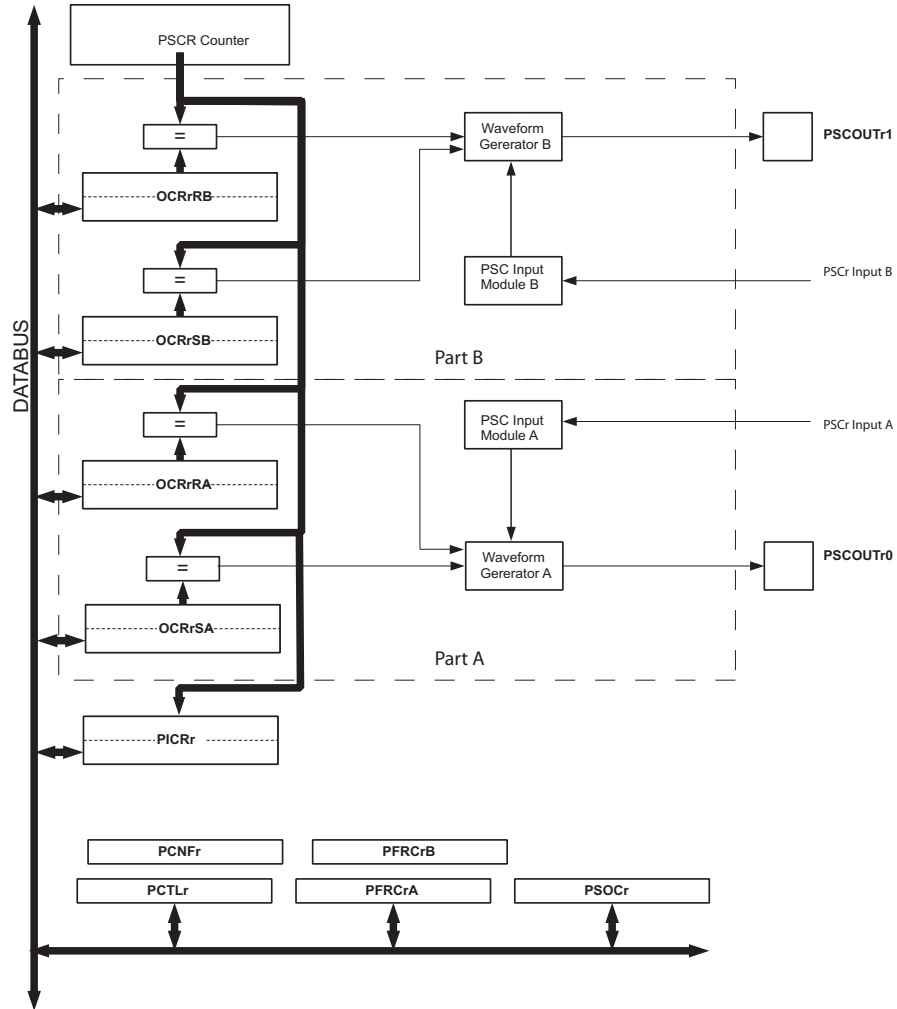 PSCR Counter
=
OCRrRB
Waveform
Gererator B
PSCOUTr1
=
OCRrSB
PSC Input
Module B
PSCr Input B
Part B
DATABUS
=
OCRrRA
PSC Input
Module A
PSCr Input A
=
OCRrSA
Waveform
Gererator A
PSCOUTr0
Part A
PICRr
PCNFr
PFRCrB
PCTLr
PFRCrA
PSOCr